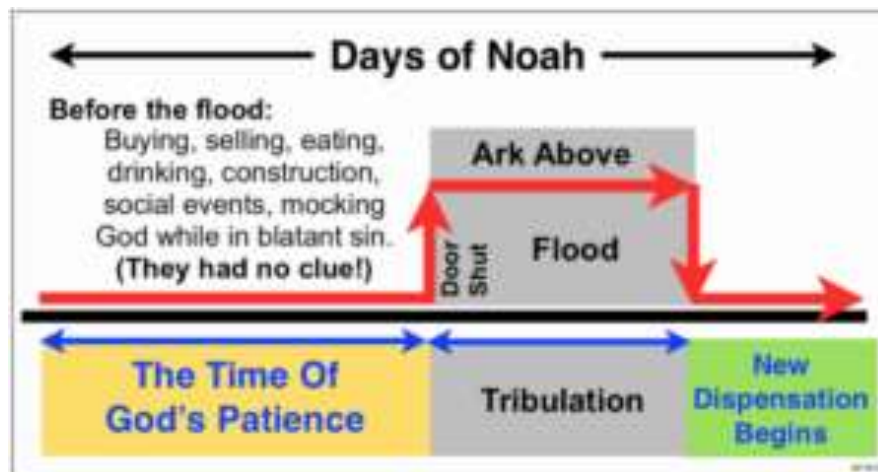 Days of Noah
Before the flood:
Buying, selling, eating,
drinking, construction,
social events, mocking
God while in blatant sin.
(They had no clue!)
Ark Above
Door
Shut
Flood
The Time Of
God's Patience
Tribulation
New
Dispensation
Begins